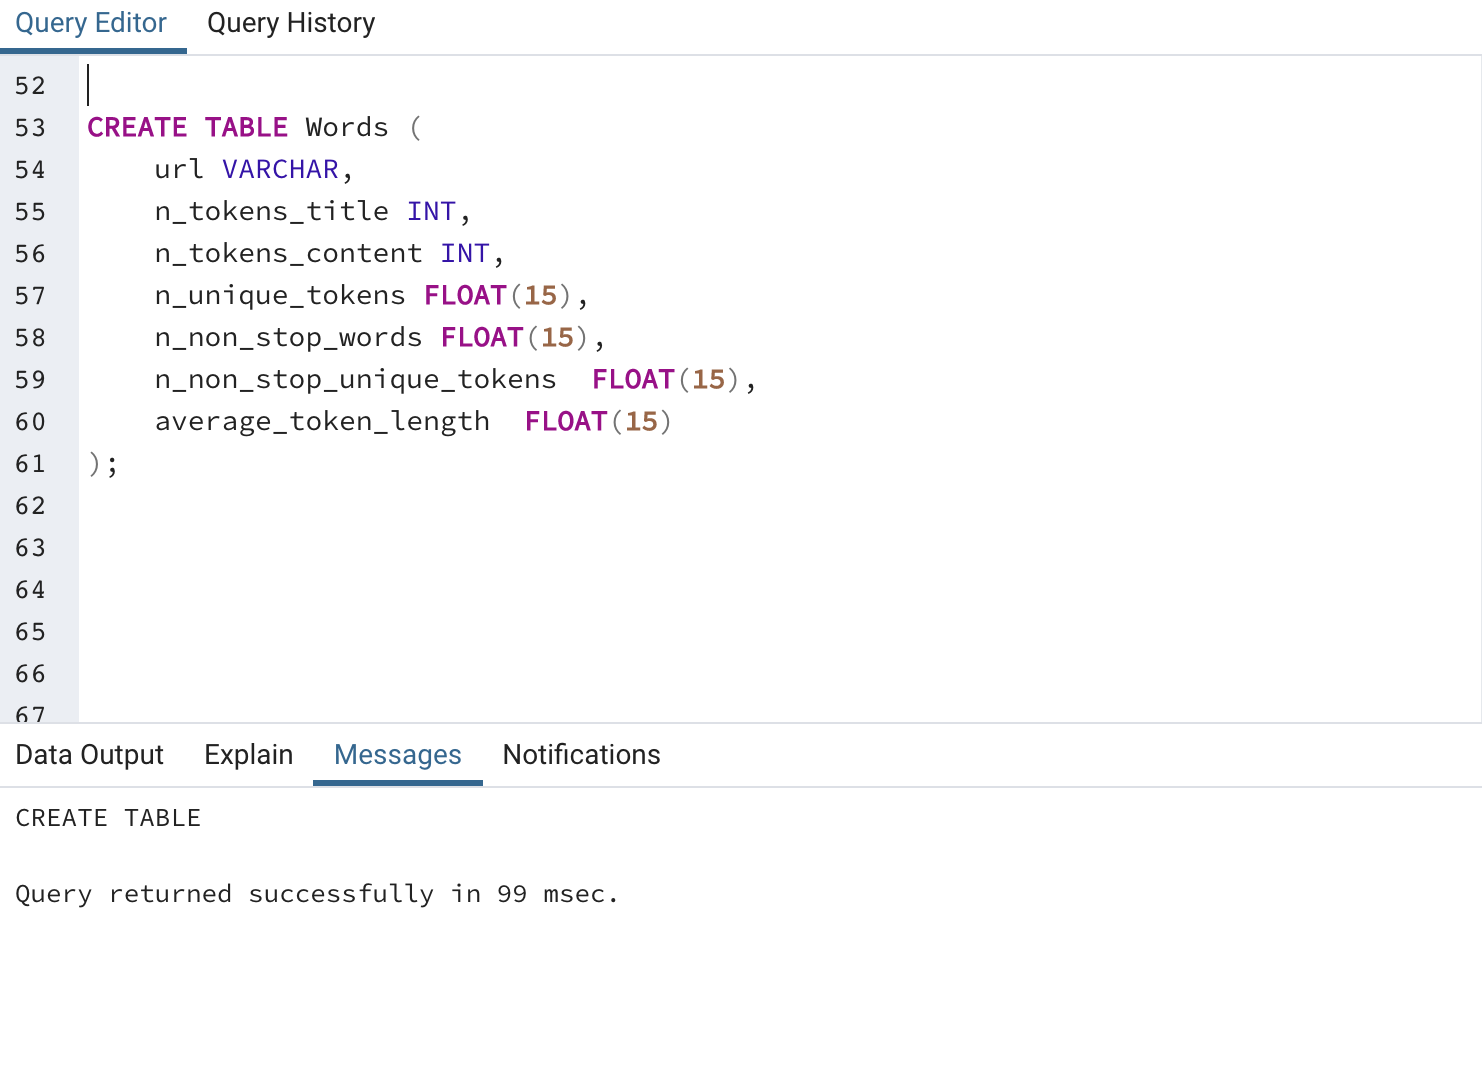 Query Editor Query History
52
53 CREATE TABLE Words (
54 url VARCHAR,
55 n_tokens_title INT,
56 n_tokens_content INT,
57 n_unique_tokens FLOAT(15),
58 n_non_stop_words FLOAT(15),
59 n_non_stop_unique_tokens  FLOAT(15),
60 average_token_length  FLOAT(15)
61 );
62
63
64
65
66
67
Data Output Explain Messages Notifications
CREATE TABLE
Query returned successfully in 99 msec.